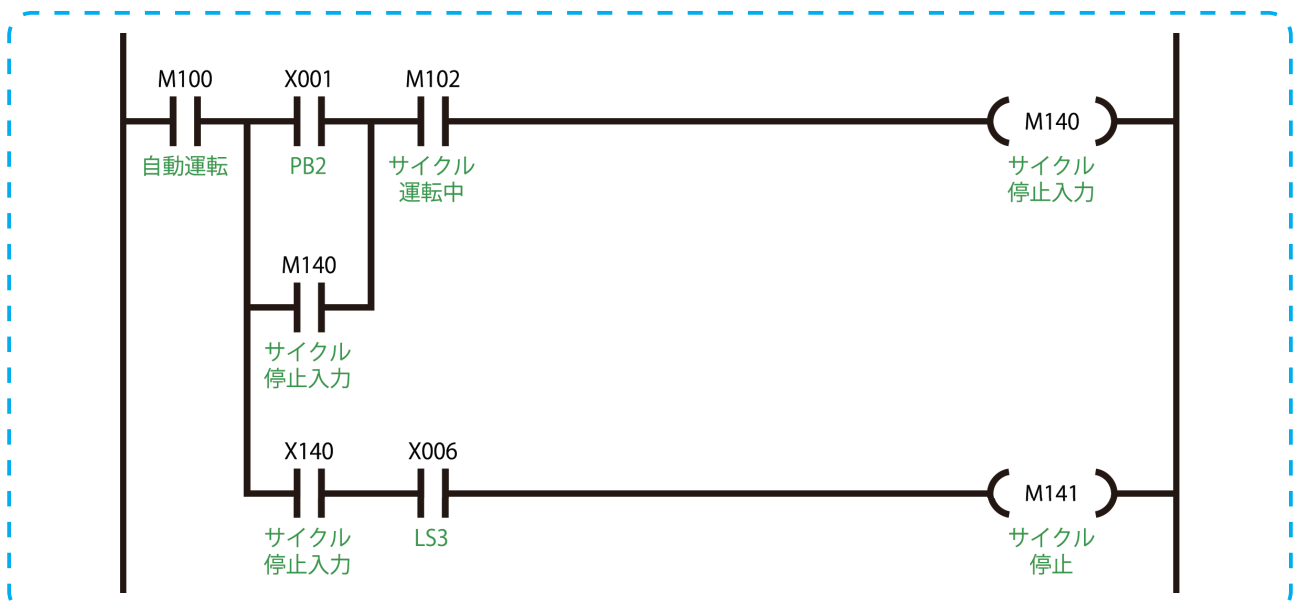 M100 X001 M102
M140
自動運転 PB2 サイクル サイクル
運転中 停止入力
M140
サイクル
停止入力
X140 X006
M141
サイクル LS3 サイクル
停止入力 停止